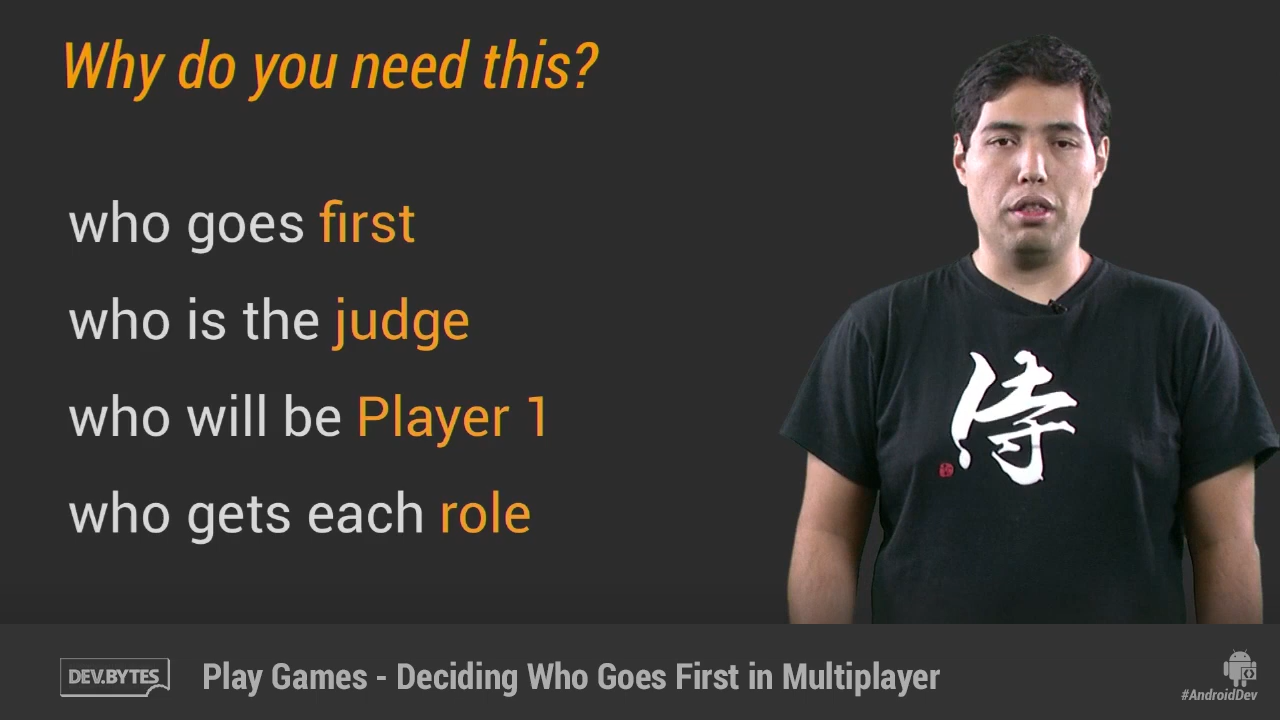 Why do you need this?
who goes first
who is the judge
who will be Player 1
who gets each role
侍
DEV.BYTES
Play Games - Deciding Who Goes First in Multiplayer
#AndroidDev